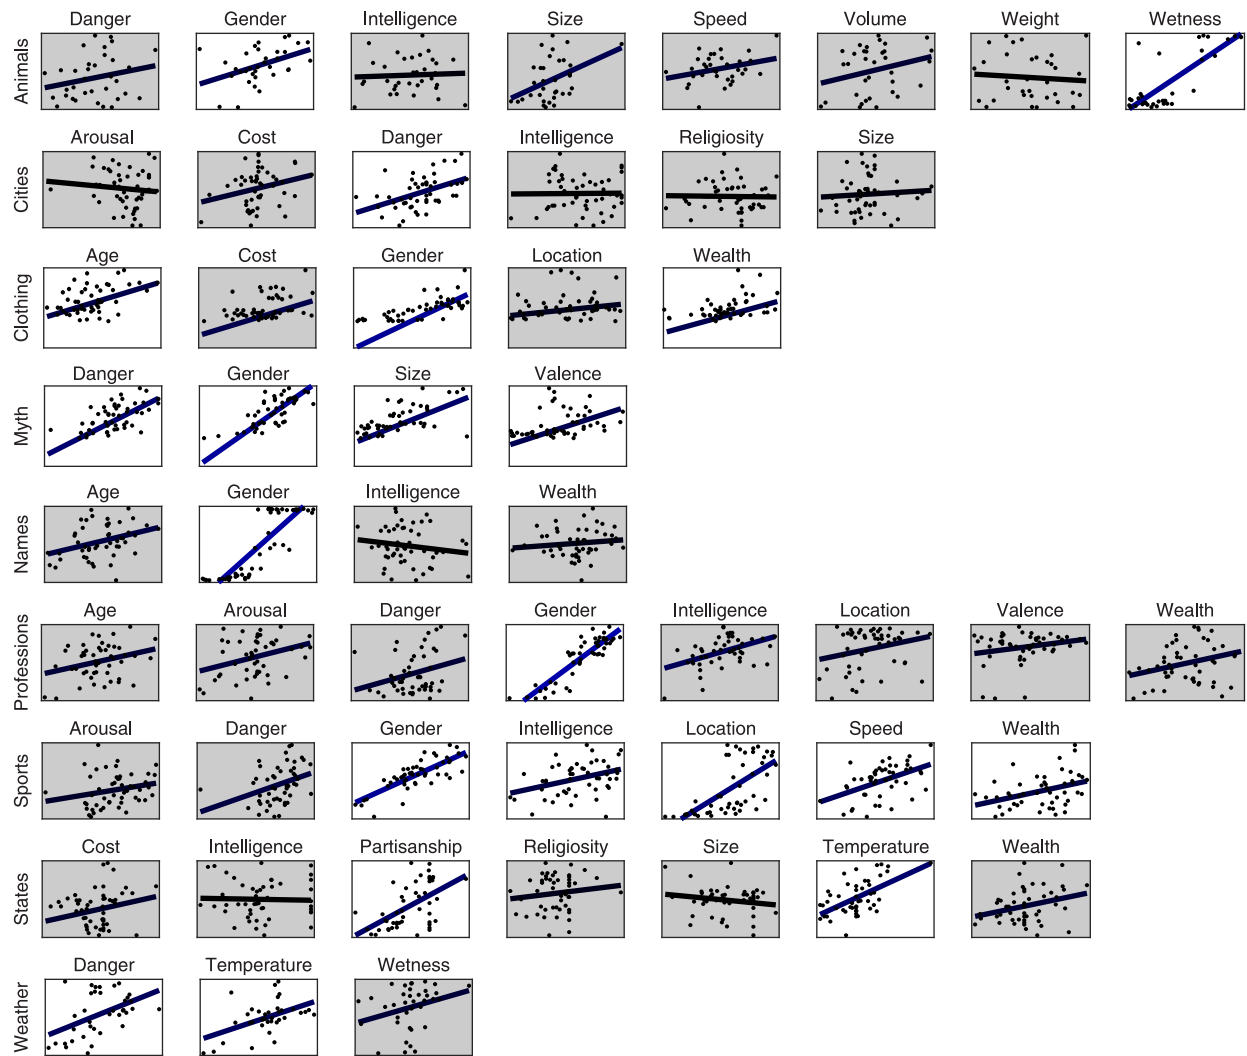 Danger Gender Intelligence Size Speed Volume Weight Wetness
Animals
Arousal Cost Danger Intelligence Religiosity Size
Cities
Age Cost Gender Location Wealth
Clothing
Danger Gender Size Valence
Myth
Age Gender Intelligence Wealth
Names
Age Arousal Danger Gender Intelligence Location Valence Wealth
Professions
Arousal Danger Gender Intelligence Location Speed Wealth
Sports
Cost Intelligence Partisanship Religiosity Size Temperature Wealth
States
Danger Temperature Wetness
Weather